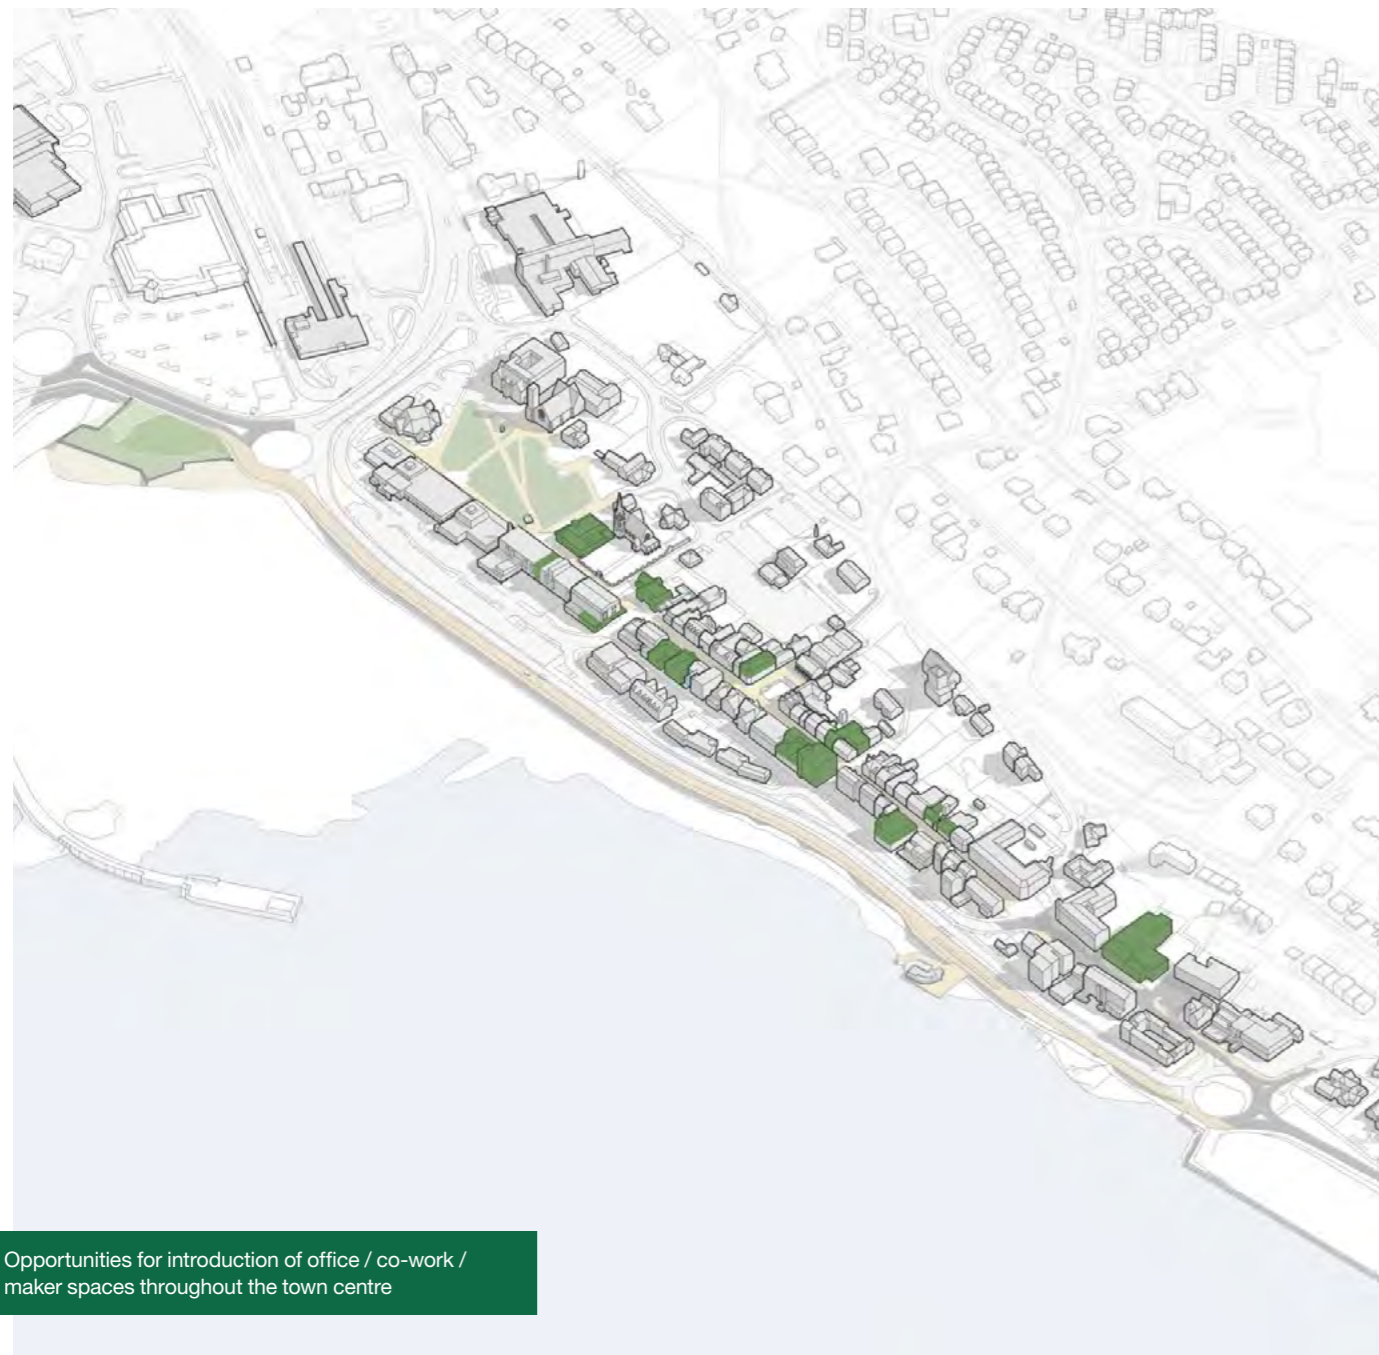 Opportunities for introduction of office / co-work /
maker spaces throughout the town centre